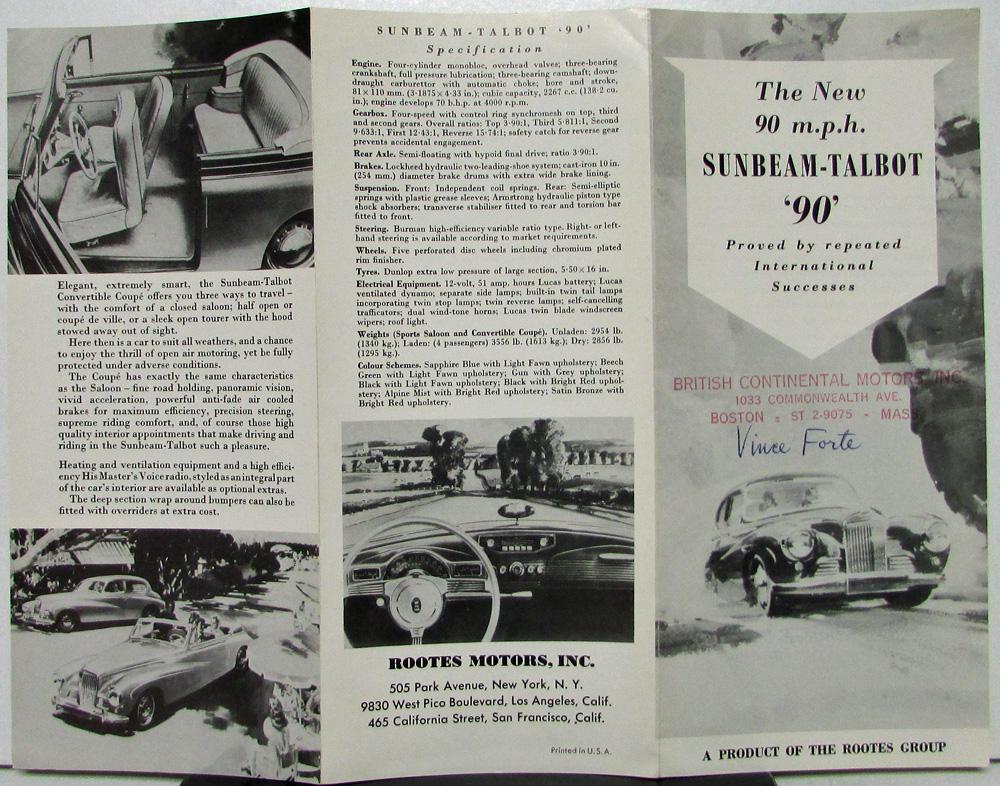 Elegant, extremely smart, the Sunbeam-Talbot
Convertible Coupé offers you three ways to travel –
with the comfort of a closed saloon; half open or
coupé de ville, or a sleek open tourer with the hood
stowed away out of sight.
Here then is a car to suit all weathers, and a chance
to enjoy the thrill of open air motoring, yet be fully
protected under adverse conditions.
The Coupé has exactly the same characteristics
as the Saloon – fine road holding, panoramic vision,
vivid acceleration, powerful anti-fade air cooled
brakes for maximum efficiency, precision steering,
supreme riding comfort, and, of course those high
quality interior appointments that make driving and
riding in the Sunbeam-Talbot such a pleasure.
Heating and ventilation equipment and a high effici-
ency His Master's Voice radio, styled as an integral part
of the car's interior are available as optional extras.
The deep section wrap around bumpers can also be
fitted with overriders at extra cost.
SUNBEAM-TALBOT '90'
Specification
Engine. Four-cylinder monobloc, overhead valves; three-bearing
crankshaft, full pressure lubrication; three-bearing camshaft; down-
draught carburettor with automatic choke; bore and stroke,
81 × 110 mm. (3·1875 × 4·33 in.); cubic capacity, 2267 c.c. (138·2 cu.
in.); engine develops 70 b.h.p. at 4000 r.p.m.
Gearbox. Four-speed with control ring synchromesh on top, third
and second gears. Overall ratios: Top 3·90:1, Third 5·811:1, Second
9·633:1, First 12·43:1, Reverse 15·74:1; safety catch for reverse gear
prevents accidental engagement.
Rear Axle. Semi-floating with hypoid final drive; ratio 3·90:1.
Brakes. Lockheed hydraulic two-leading-shoe system; cast-iron 10 in.
(254 mm.) diameter brake drums with extra wide brake lining.
Suspension. Front: Independent coil springs. Rear: Semi-elliptic
springs with plastic grease sleeves; Armstrong hydraulic piston type
shock absorbers; transverse stabiliser fitted to rear and torsion bar
fitted to front.
Steering. Burman high-efficiency variable ratio type. Right- or left-
hand steering is available according to market requirements.
Wheels. Five perforated disc wheels including chromium plated
rim finisher.
Tyres. Dunlop extra low pressure of large section, 5·50 × 16 in.
Electrical Equipment. 12-volt, 51 amp. hours Lucas battery; Lucas
ventilated dynamo; separate side lamps; built-in twin tail lamps
incorporating twin stop lamps; twin reverse lamps; self-cancelling
trafficators; dual wind-tone horns; Lucas twin blade windscreen
wipers; roof light.
Weights (Sports Saloon and Convertible Coupé). Unladen: 2954 lb.
(1340 kg.); Laden: (4 passengers) 3556 lb. (1613 kg.); Dry: 2856 lb.
(1295 kg.).
Colour Schemes. Sapphire Blue with Light Fawn upholstery; Beech
Green with Light Fawn upholstery; Gun with Grey upholstery;
Black with Light Fawn upholstery; Black with Bright Red uphol-
stery; Alpine Mist with Bright Red upholstery; Satin Bronze with
Bright Red upholstery.
ROOTES MOTORS, INC.
505 Park Avenue, New York, N. Y.
9830 West Pico Boulevard, Los Angeles, Calif.
465 California Street, San Francisco, Calif.
Printed in U. S. A.
The New
90 m.p.h.
SUNBEAM-TALBOT
'90'
Proved by repeated
International
Successes
BRITISH CONTINENTAL MOTORS, INC.
1033 COMMONWEALTH AVE.
BOSTON - ST 2-9075 - MASS
Vince Forte
A PRODUCT OF THE ROOTES GROUP